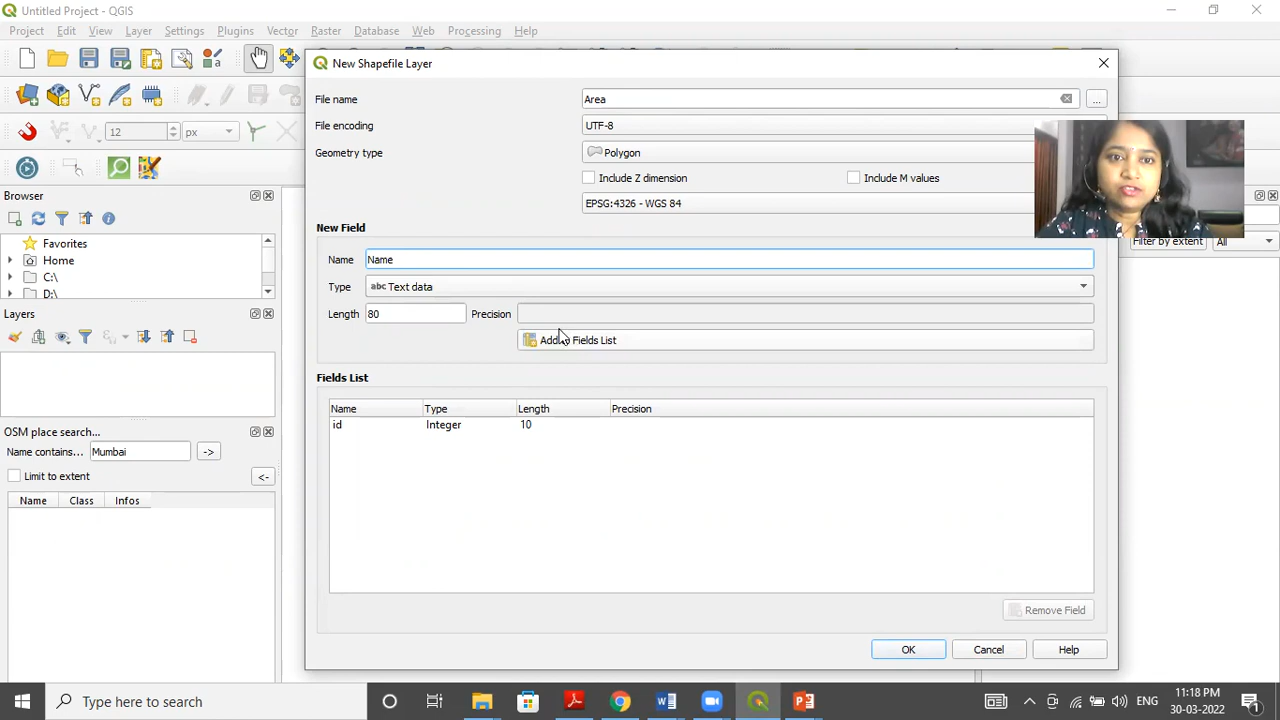 Untitled Project - QGIS
Project Edit View Layer Settings Plugins Vector Raster Database Web Processing Help
New Shapefile Layer
File name Area ...
File encoding UTF-8
12 px
Geometry type Polygon
Include Z dimension Include M values
EPSG:4326 - WGS 84
Browser
New Field
Filter by extent All
Favorites
Home
C:\
D:\
Name Name
Type abc Text data
Layers
Length 80 Precision
Fields List
Fields List
Name Type Length Precision
id Integer 10
OSM place search...
Name contains... Mumbai ->
Limit to extent <-
Name Class Infos
Remove Field
OK Cancel Help
Type here to search
ENG
11:18 PM
30-03-2022
1